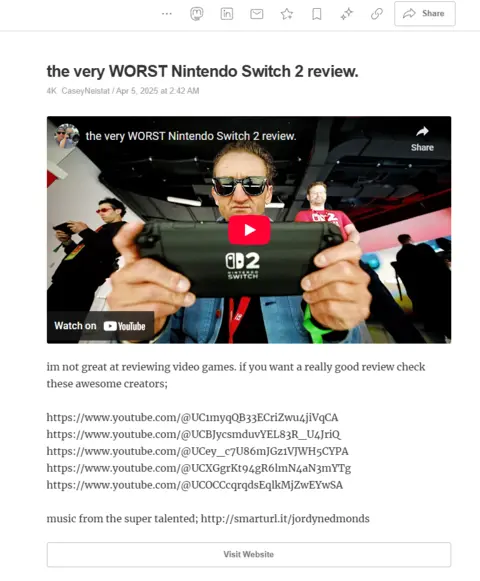 Share
the very WORST Nintendo Switch 2 review.
4K CaseyNeistat / Apr 5, 2025 at 2:42 AM
the very WORST Nintendo Switch 2 review.
Share
2
NINTENDO
SWITCH
Watch on YouTube
im not great at reviewing video games. if you want a really good review check
these awesome creators;
https://www.youtube.com/@UC1myqQB33ECriZwu4jiVqCA
https://www.youtube.com/@UCBJycsmduvYEL83R_U4JriQ
https://www.youtube.com/@UCey_c7U86mJGz1VJWH5CYPA
https://www.youtube.com/@UCXGgrKt94gR6lmN4aN3mYTg
https://www.youtube.com/@UCOCCcqrqdsEqlkMjZwEYwSA
music from the super talented; http://smarturl.it/jordynedmonds
Visit Website